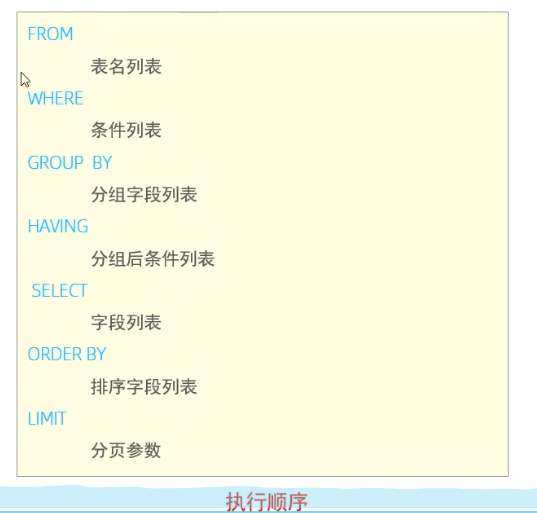 FROM
表名列表
WHERE
条件列表
GROUP BY
分组字段列表
HAVING
分组后条件列表
SELECT
字段列表
ORDER BY
排序字段列表
LIMIT
分页参数
执行顺序